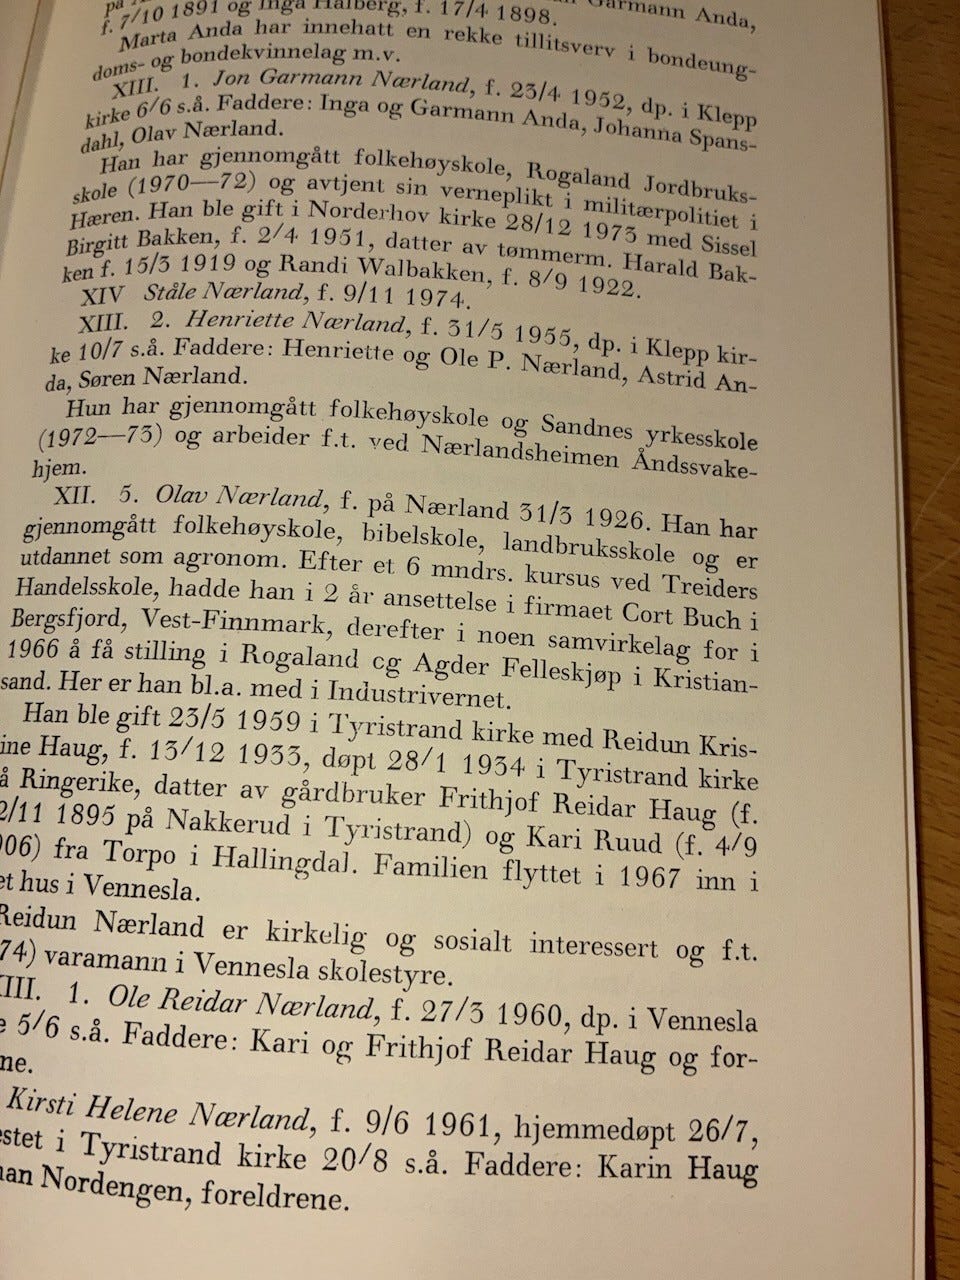 på Garmann Anda,
f. 7/10 1891 og Inga Halberg, f. 17/4 1898.
Marta Anda har innehatt en rekke tillitsverv i bondeung-
doms- og bondekvinnelag m.v.
XIII. 1. Jon Garmann Nærland, f. 23/4 1952, dp. i Klepp
kirke 6/6 s.å. Faddere: Inga og Garmann Anda, Johanna Spans-
dahl, Olav Nærland.
Han har gjennomgått folkehøyskole, Rogaland Jordbruks-
skole (1970—72) og avtjent sin verneplikt i militærpolitiet i
Hæren. Han ble gift i Norderhov kirke 28/12 1973 med Sissel
Birgitt Bakken, f. 2/4 1951, datter av tømmerm. Harald Bak-
ken f. 15/3 1919 og Randi Walbakken, f. 8/9 1922.
XIV Ståle Nærland, f. 9/11 1974.
XIII. 2. Henriette Nærland, f. 31/5 1955, dp. i Klepp kir-
ke 10/7 s.å. Faddere: Henriette og Ole P. Nærland, Astrid An-
da, Søren Nærland.
Hun har gjennomgått folkehøyskole og Sandnes yrkesskole
(1972—73) og arbeider f.t. ved Nærlandsheimen Åndssvake-
hjem.
XII. 5. Olav Nærland, f. på Nærland 31/3 1926. Han har
gjennomgått folkehøyskole, bibelskole, landbruksskole og er
utdannet som agronom. Efter et 6 mndrs. kursus ved Treiders
Handelsskole, hadde han i 2 år ansettelse i firmaet Cort Buch i
Bergsfjord, Vest-Finnmark, derefter i noen samvirkelag for i
1966 å få stilling i Rogaland cg Agder Felleskjøp i Kristian-
sand. Her er han bl.a. med i Industrivernet.
Han ble gift 23/5 1959 i Tyristrand kirke med Reidun Kris-
ine Haug, f. 13/12 1933, døpt 28/1 1934 i Tyristrand kirke
å Ringerike, datter av gårdbruker Frithjof Reidar Haug (f.
2/11 1895 på Nakkerud i Tyristrand) og Kari Ruud (f. 4/9
906) fra Torpo i Hallingdal. Familien flyttet i 1967 inn i
et hus i Vennesla.
Reidun Nærland er kirkelig og sosialt interessert og f.t.
74) varamann i Vennesla skolestyre.
XIII. 1. Ole Reidar Nærland, f. 27/3 1960, dp. i Vennesla
e 5/6 s.å. Faddere: Kari og Frithjof Reidar Haug og for-
ne.
Kirsti Helene Nærland, f. 9/6 1961, hjemmedøpt 26/7,
estet i Tyristrand kirke 20/8 s.å. Faddere: Karin Haug
an Nordengen, foreldrene.